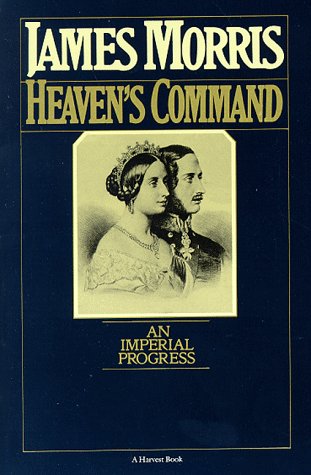 JAMES MORRIS
HEAVEN'S COMMAND
AN
IMPERIAL
PROGRESS
A Harvest Book